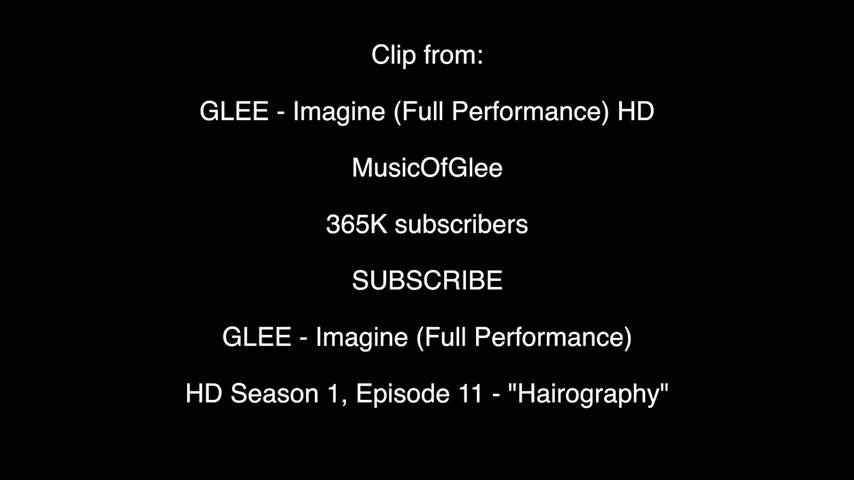 Clip from:
GLEE - Imagine (Full Performance) HD
MusicOfGlee
365K subscribers
SUBSCRIBE
GLEE - Imagine (Full Performance)
HD Season 1, Episode 11 - "Hairography"